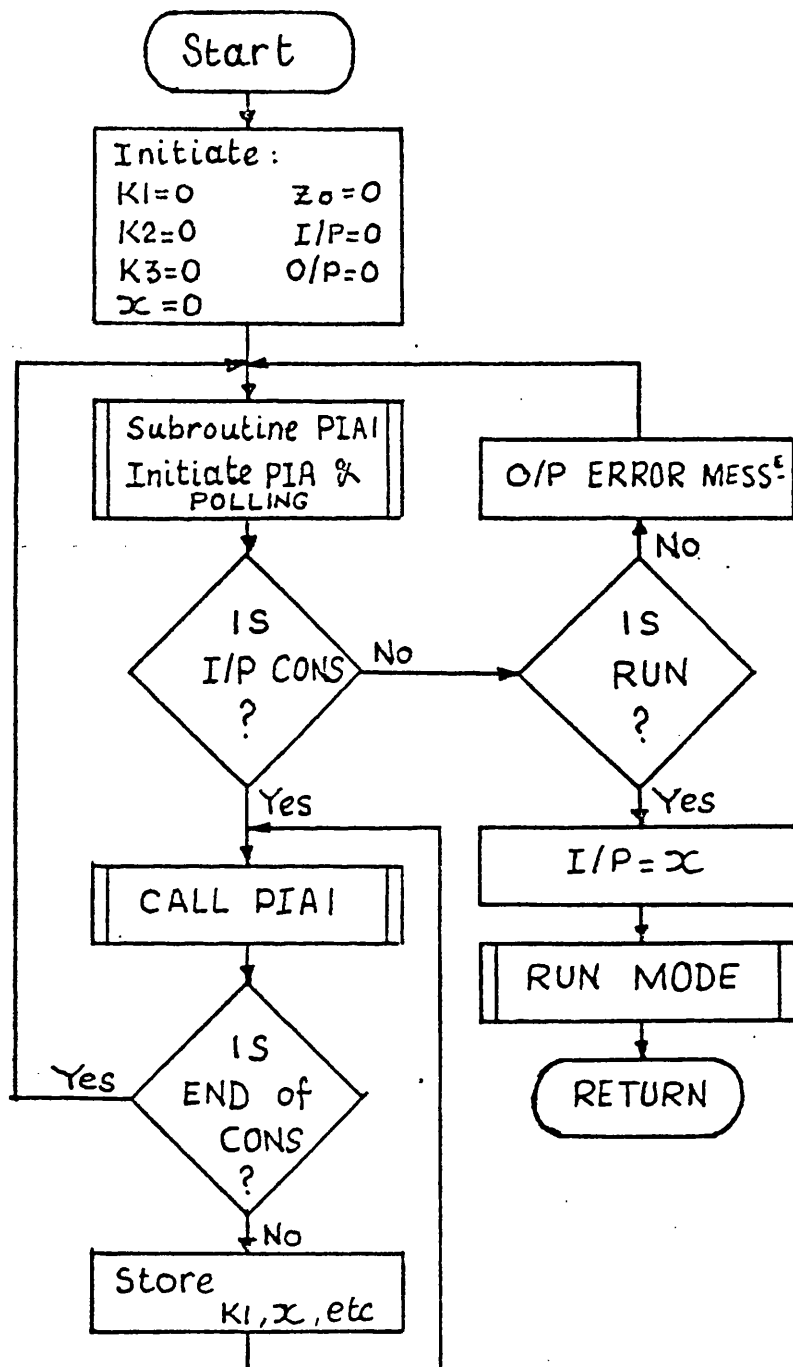 Start
Initiate :
K1=0 Zo=0
K2=0 I/P=0
K3=0 O/P=0
x=0
Subroutine PIA1
Initiate PIA &
POLLING
O/P ERROR MESSE
No
IS
I/P CONS
?
No
IS
RUN
?
Yes
Yes
I/P=x
CALL PIA1
RUN MODE
IS
END of
CONS
?
Yes
RETURN
No
Store
K1, x, etc